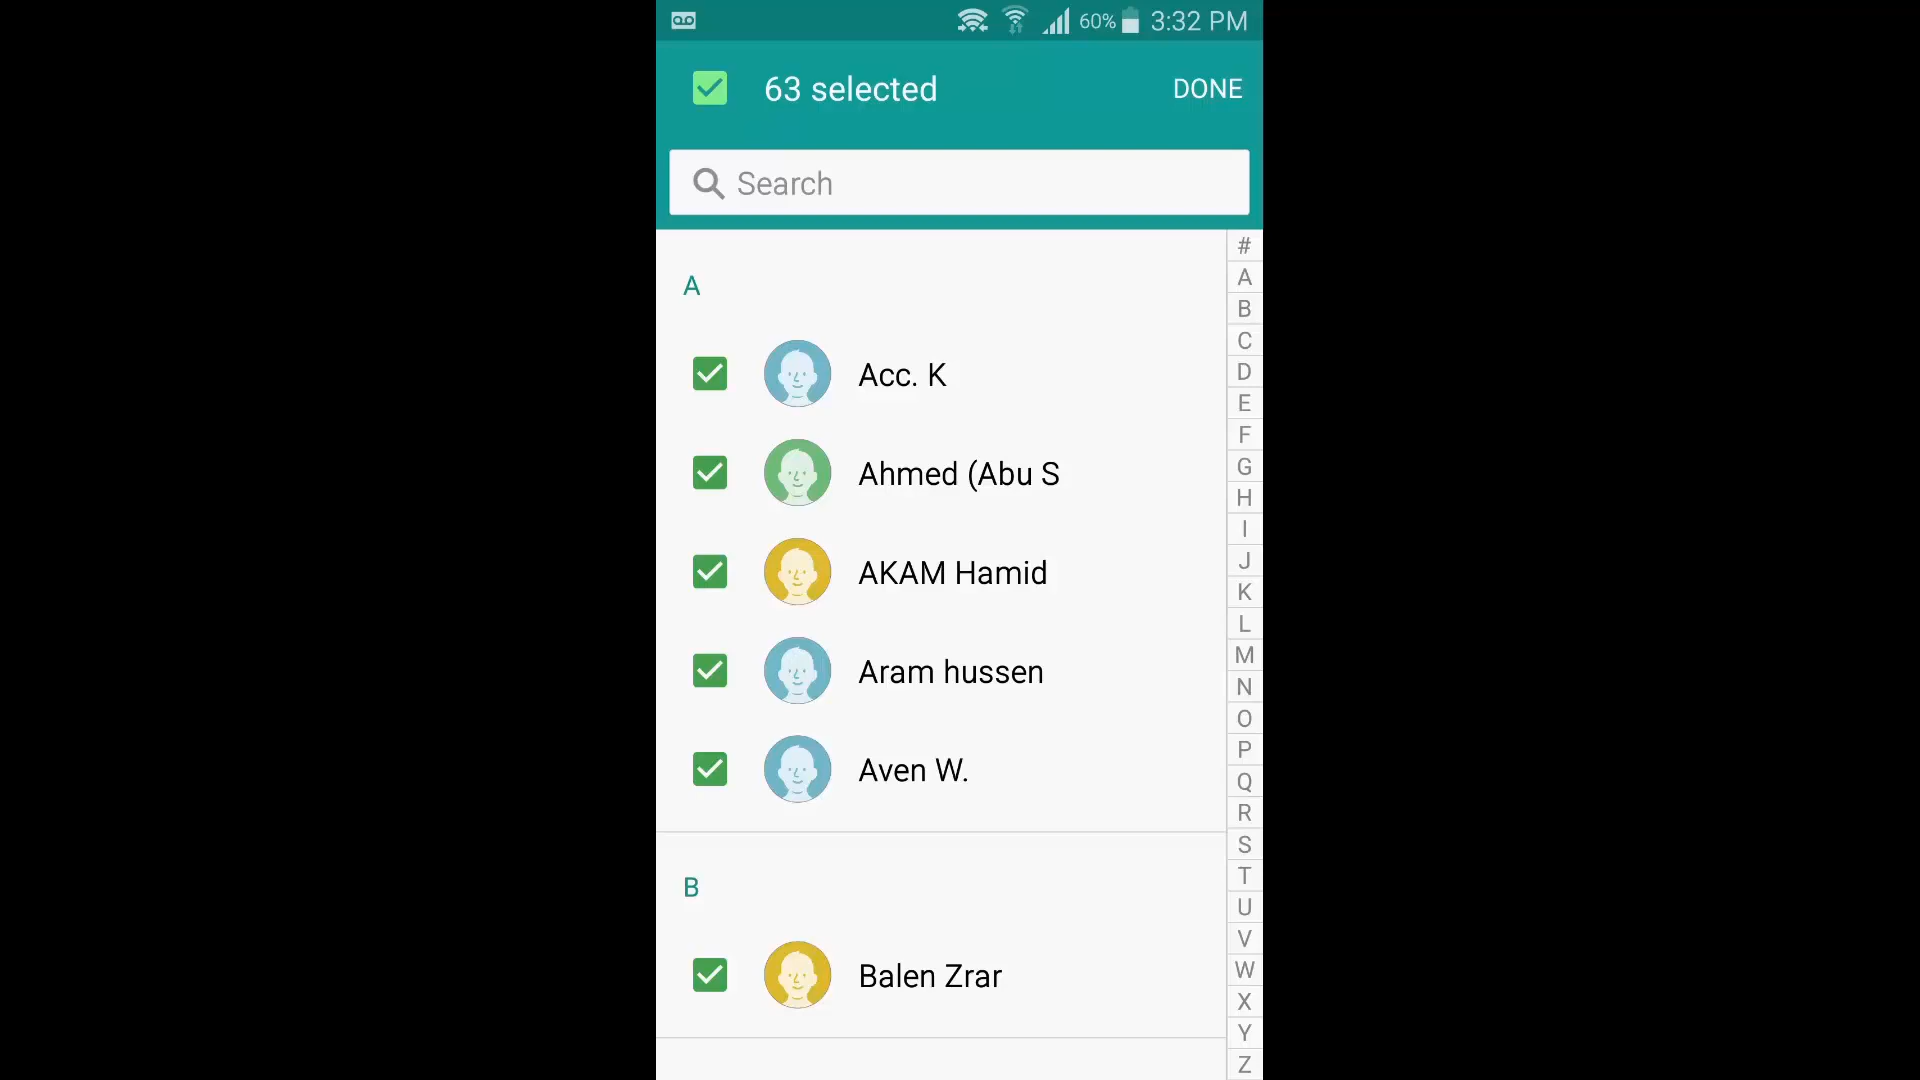 60% 3:32 PM
63 selected DONE
Search
#
A
B
C
D
E
F
G
H
I
J
K
L
M
N
O
P
Q
R
S
T
U
V
W
X
Y
Z
A
Acc. K
Ahmed (Abu S
AKAM Hamid
Aram hussen
Aven W.
B
Balen Zrar